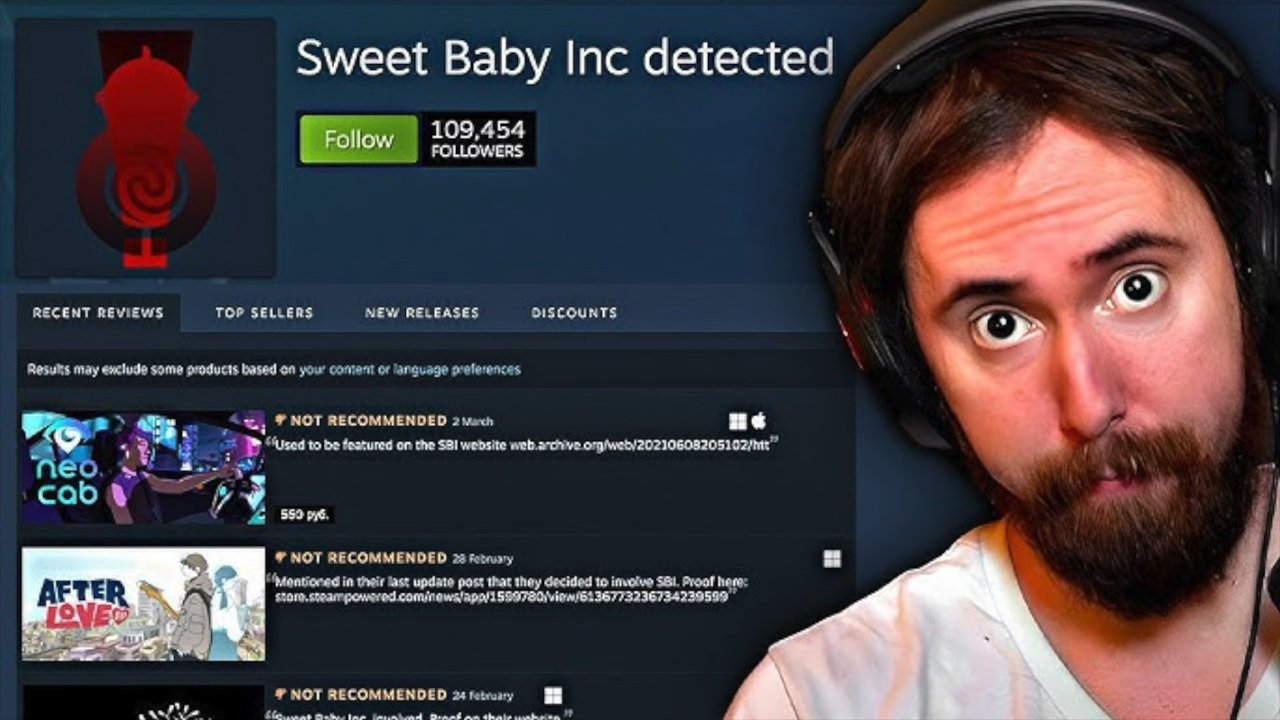 Sweet Baby Inc detected
Follow
109,454
FOLLOWERS
RECENT REVIEWS
TOP SELLERS
NEW RELEASES
DISCOUNTS
Results may exclude some products based on your content or language preferences
neo
cab
NOT RECOMMENDED 2 March
“Used to be featured on the SBI website web.archive.org/web/20210608205102/htt”
550 руб.
AFTER
LOVE
NOT RECOMMENDED 28 February
“Mentioned in their last update post that they decided to involve SBI. Proof here:
store.steampowered.com/news/app/1599780/view/6136773236734239599”
NOT RECOMMENDED 24 February
“Sweet Baby Inc. involved. Proof on their website.”